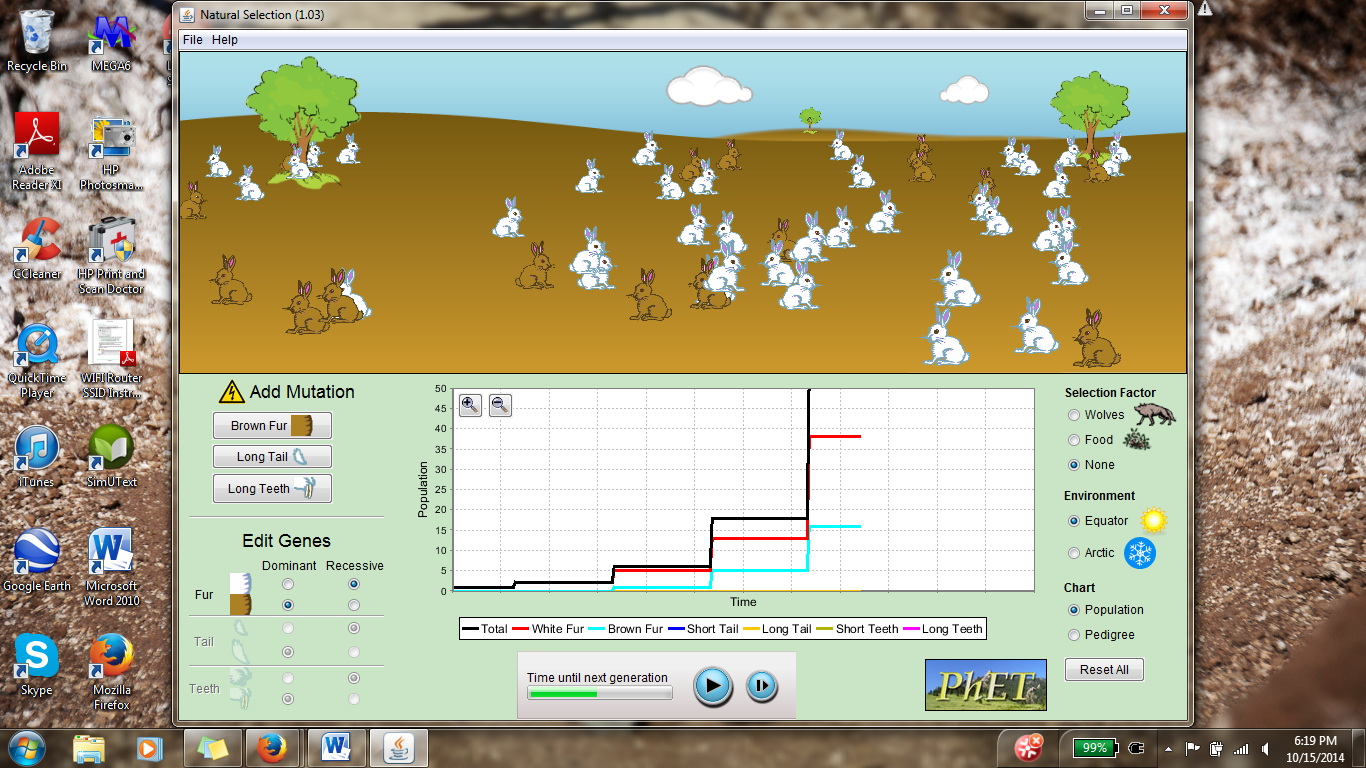 Natural Selection (1.03)
File Help
Recycle Bin
MEGA6
Adobe
Reader XI
HP
Photosma...
CCleaner
HP Print and
Scan Doctor
QuickTime
Player
WIFI Router
SSID Instr...
iTunes
SimUText
Google Earth
Microsoft
Word 2010
Skype
Mozilla
Firefox
Add Mutation
Brown Fur
Long Tail
Long Teeth
Edit Genes
Dominant Recessive
Fur
Tail
Teeth
Population
50
45
40
35
30
25
20
15
10
5
0
Time
Total White Fur Brown Fur Short Tail Long Tail Short Teeth Long Teeth
Time until next generation
Selection Factor
Wolves
Food
None
Environment
Equator
Arctic
Chart
Population
Pedigree
Reset All
PhET
99%
6:19 PM
10/15/2014